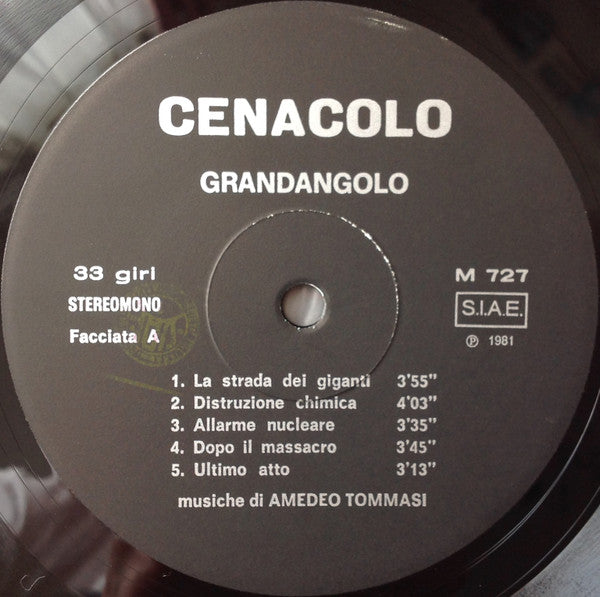 CENACOLO
GRANDANGOLO
33 giri
STEREOMONO
Facciata A
M 727
S.I.A.E.
Ⓟ 1981
1. La strada dei giganti 3'55"
2. Distruzione chimica 4'03"
3. Allarme nucleare 3'35"
4. Dopo il massacro 3'45"
5. Ultimo atto 3'13"
musiche di AMEDEO TOMMASI